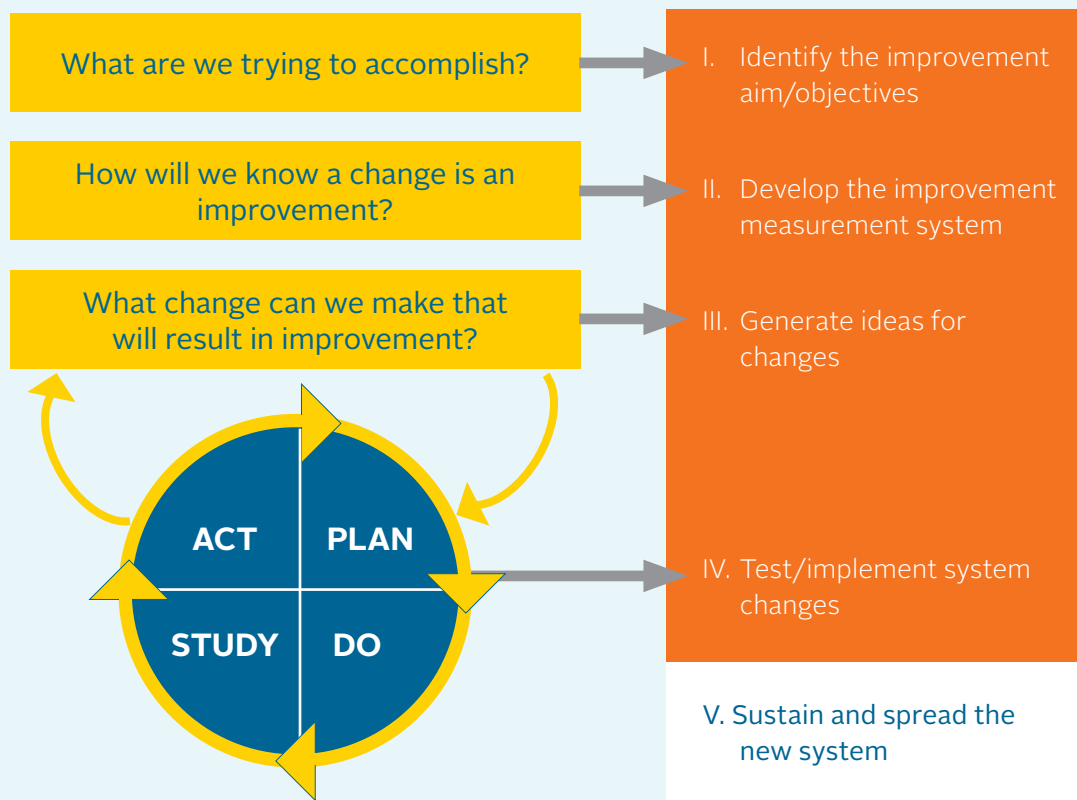 What are we trying to accomplish?
I. Identify the improvement
aim/objectives
How will we know a change is an
improvement?
II. Develop the improvement
measurement system
What change can we make that
will result in improvement?
III. Generate ideas for
changes
ACT
PLAN
STUDY
DO
IV. Test/implement system
changes
V. Sustain and spread the
new system